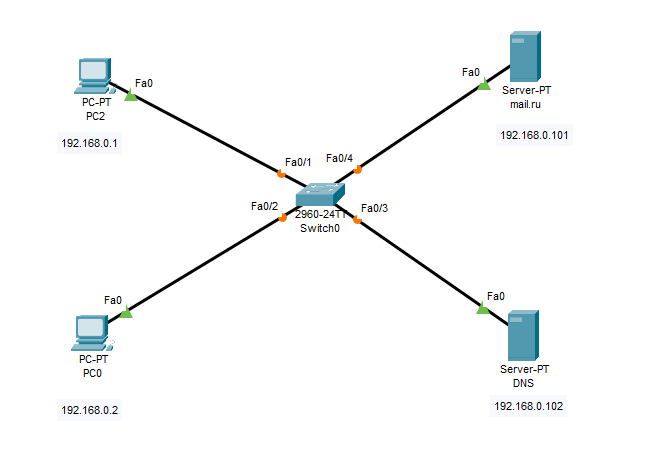 Fa0
PC-PT
PC2
192.168.0.1
Fa0
Server-PT
mail.ru
192.168.0.101
Fa0/1
Fa0/4
Fa0/2
2960-24TT
Switch0
Fa0/3
Fa0
PC-PT
PC0
192.168.0.2
Fa0
Server-PT
DNS
192.168.0.102